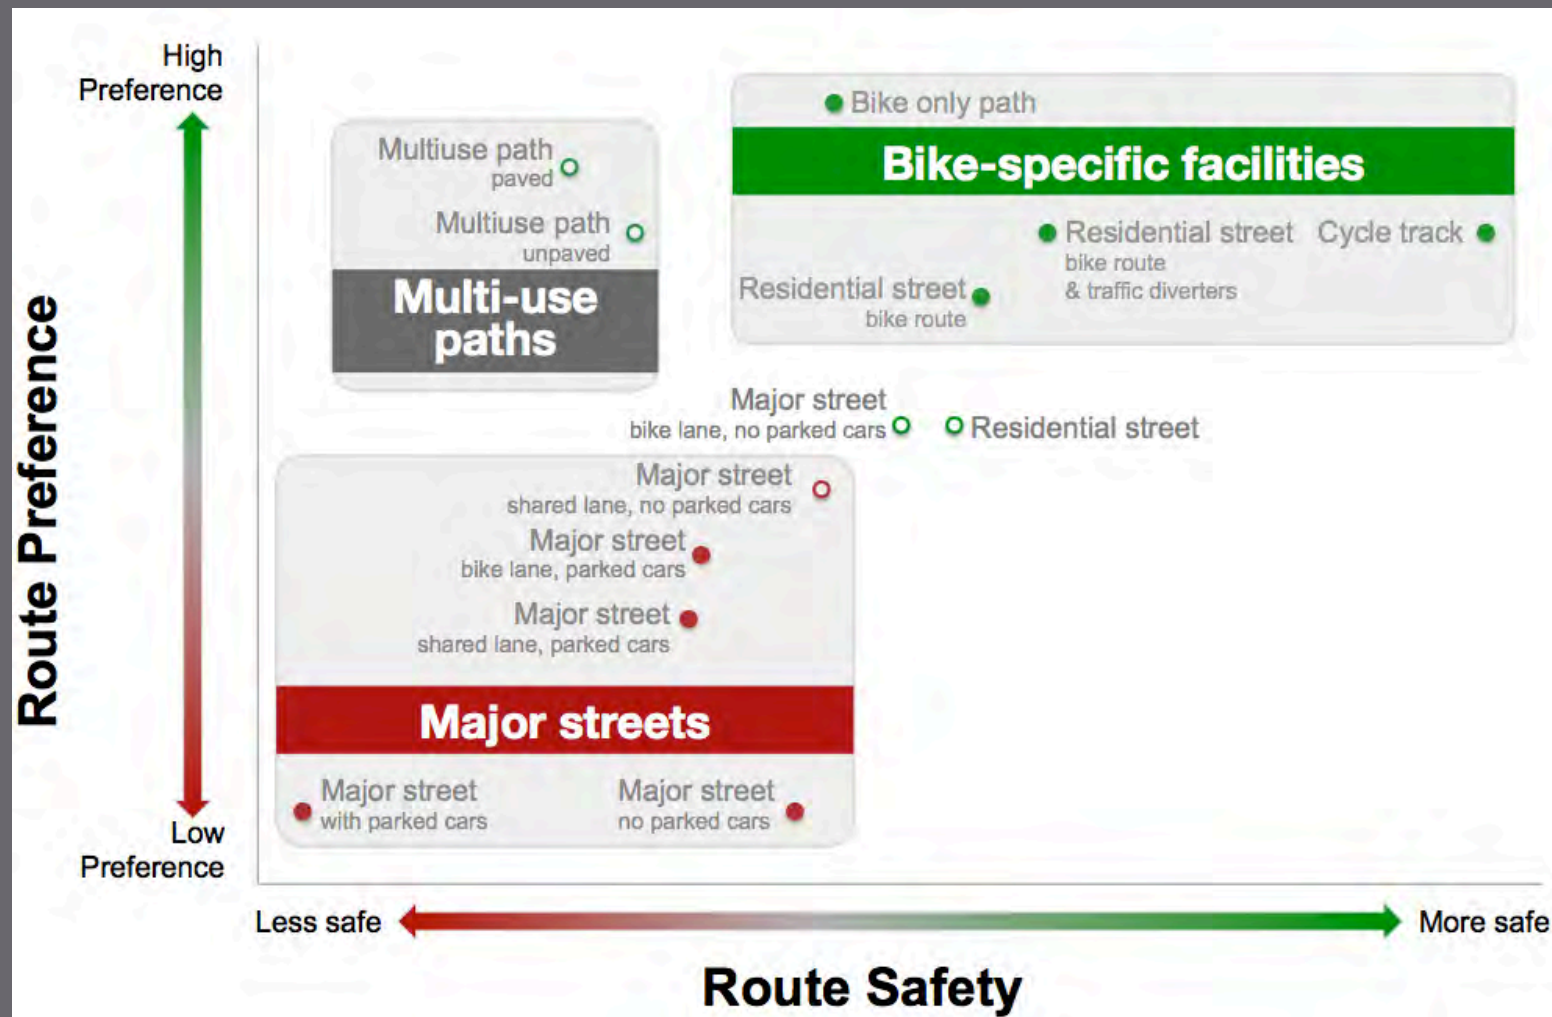 High
Preference
Bike only path
Multiuse path
paved
Bike-specific facilities
Multiuse path
unpaved
Residential street
bike route
& traffic diverters
Cycle track
Multi-use
paths
Residential street
bike route
Route Preference
Major street
bike lane, no parked cars
Residential street
Major street
shared lane, no parked cars
Major street
bike lane, parked cars
Major street
shared lane, parked cars
Major streets
Major street
with parked cars
Major street
no parked cars
Low
Preference
Less safe
More safe
Route Safety